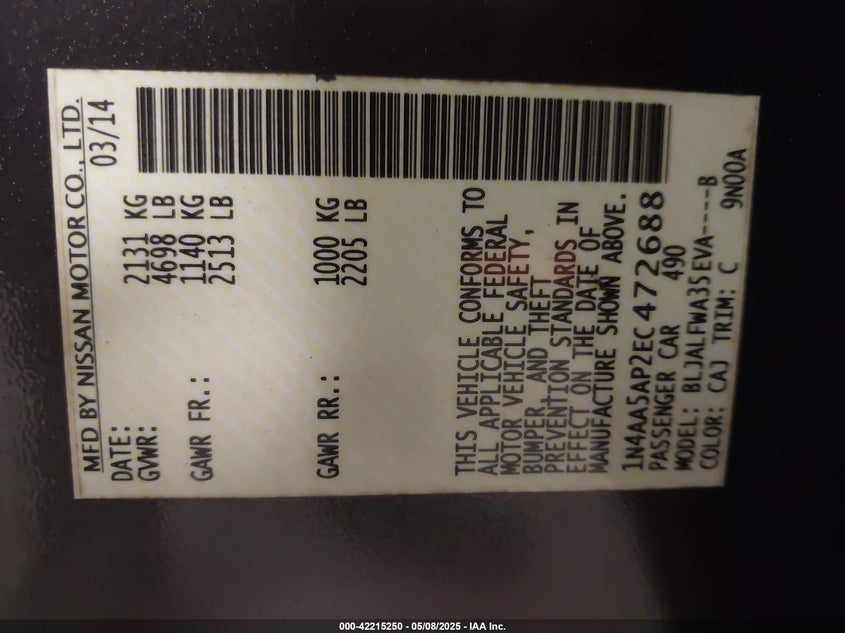 MFD BY NISSAN MOTOR CO., LTD.
DATE: 03/14
GVWR: 2131 KG
4698 LB
GAWR FR.: 1140 KG
2513 LB
GAWR RR.: 1000 KG
2205 LB
THIS VEHICLE CONFORMS TO
ALL APPLICABLE FEDERAL
MOTOR VEHICLE SAFETY,
BUMPER, AND THEFT
PREVENTION STANDARDS IN
EFFECT ON THE DATE OF
MANUFACTURE SHOWN ABOVE.
1N4AA5AP2EC472688
PASSENGER CAR 490
MODEL: BLJALFWA35EVA----B
COLOR: CAJ TRIM: C 9N00A
000-42215250 - 05/08/2025 - IAA Inc.